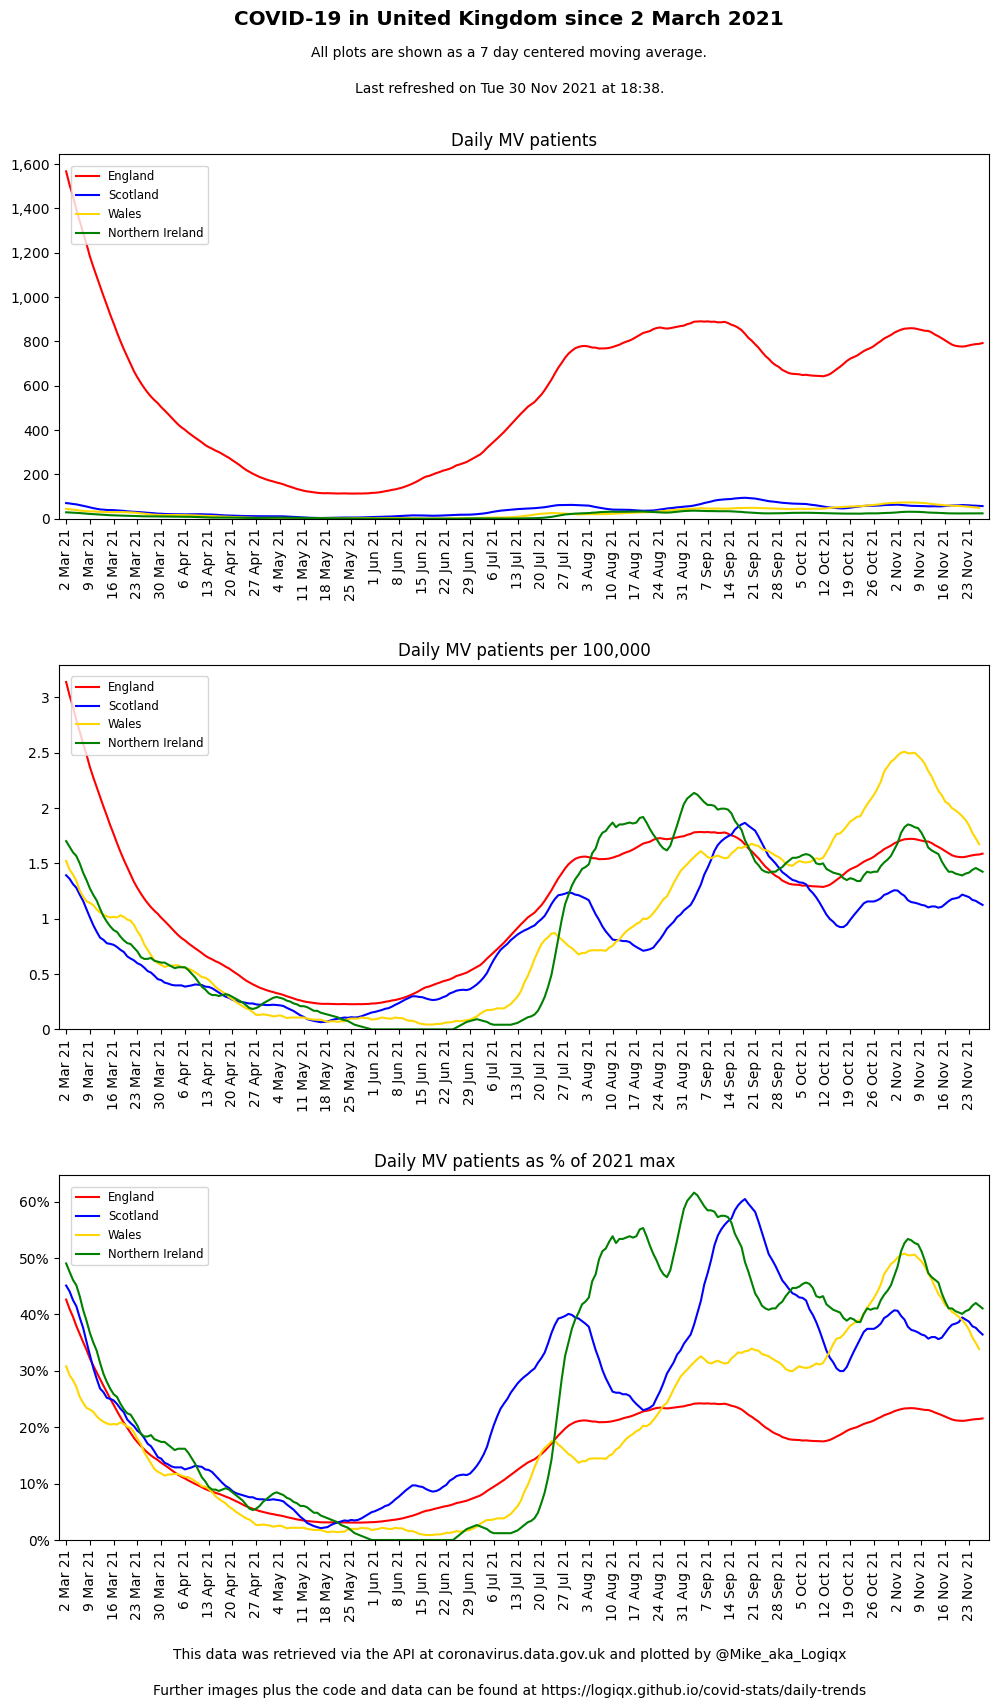 COVID-19 in United Kingdom since 2 March 2021
All plots are shown as a 7 day centered moving average.
Last refreshed on Tue 30 Nov 2021 at 18:38.
Daily MV patients
1,600
1,400
1,200
1,000
800
600
400
200
0
England
Scotland
Wales
Northern Ireland
2 Mar 21
9 Mar 21
16 Mar 21
23 Mar 21
30 Mar 21
6 Apr 21
13 Apr 21
20 Apr 21
27 Apr 21
4 May 21
11 May 21
18 May 21
25 May 21
1 Jun 21
8 Jun 21
15 Jun 21
22 Jun 21
29 Jun 21
6 Jul 21
13 Jul 21
20 Jul 21
27 Jul 21
3 Aug 21
10 Aug 21
17 Aug 21
24 Aug 21
31 Aug 21
7 Sep 21
14 Sep 21
21 Sep 21
28 Sep 21
5 Oct 21
12 Oct 21
19 Oct 21
26 Oct 21
2 Nov 21
9 Nov 21
16 Nov 21
23 Nov 21
Daily MV patients per 100,000
3
2.5
2
1.5
1
0.5
0
England
Scotland
Wales
Northern Ireland
2 Mar 21
9 Mar 21
16 Mar 21
23 Mar 21
30 Mar 21
6 Apr 21
13 Apr 21
20 Apr 21
27 Apr 21
4 May 21
11 May 21
18 May 21
25 May 21
1 Jun 21
8 Jun 21
15 Jun 21
22 Jun 21
29 Jun 21
6 Jul 21
13 Jul 21
20 Jul 21
27 Jul 21
3 Aug 21
10 Aug 21
17 Aug 21
24 Aug 21
31 Aug 21
7 Sep 21
14 Sep 21
21 Sep 21
28 Sep 21
5 Oct 21
12 Oct 21
19 Oct 21
26 Oct 21
2 Nov 21
9 Nov 21
16 Nov 21
23 Nov 21
Daily MV patients as % of 2021 max
60%
50%
40%
30%
20%
10%
0%
England
Scotland
Wales
Northern Ireland
2 Mar 21
9 Mar 21
16 Mar 21
23 Mar 21
30 Mar 21
6 Apr 21
13 Apr 21
20 Apr 21
27 Apr 21
4 May 21
11 May 21
18 May 21
25 May 21
1 Jun 21
8 Jun 21
15 Jun 21
22 Jun 21
29 Jun 21
6 Jul 21
13 Jul 21
20 Jul 21
27 Jul 21
3 Aug 21
10 Aug 21
17 Aug 21
24 Aug 21
31 Aug 21
7 Sep 21
14 Sep 21
21 Sep 21
28 Sep 21
5 Oct 21
12 Oct 21
19 Oct 21
26 Oct 21
2 Nov 21
9 Nov 21
16 Nov 21
23 Nov 21
This data was retrieved via the API at coronavirus.data.gov.uk and plotted by @Mike_aka_Logiqx
Further images plus the code and data can be found at https://logiqx.github.io/covid-stats/daily-trends